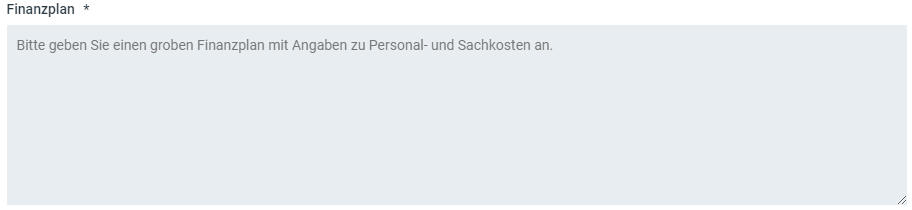 Finanzplan *
Bitte geben Sie einen groben Finanzplan mit Angaben zu Personal- und Sachkosten an.